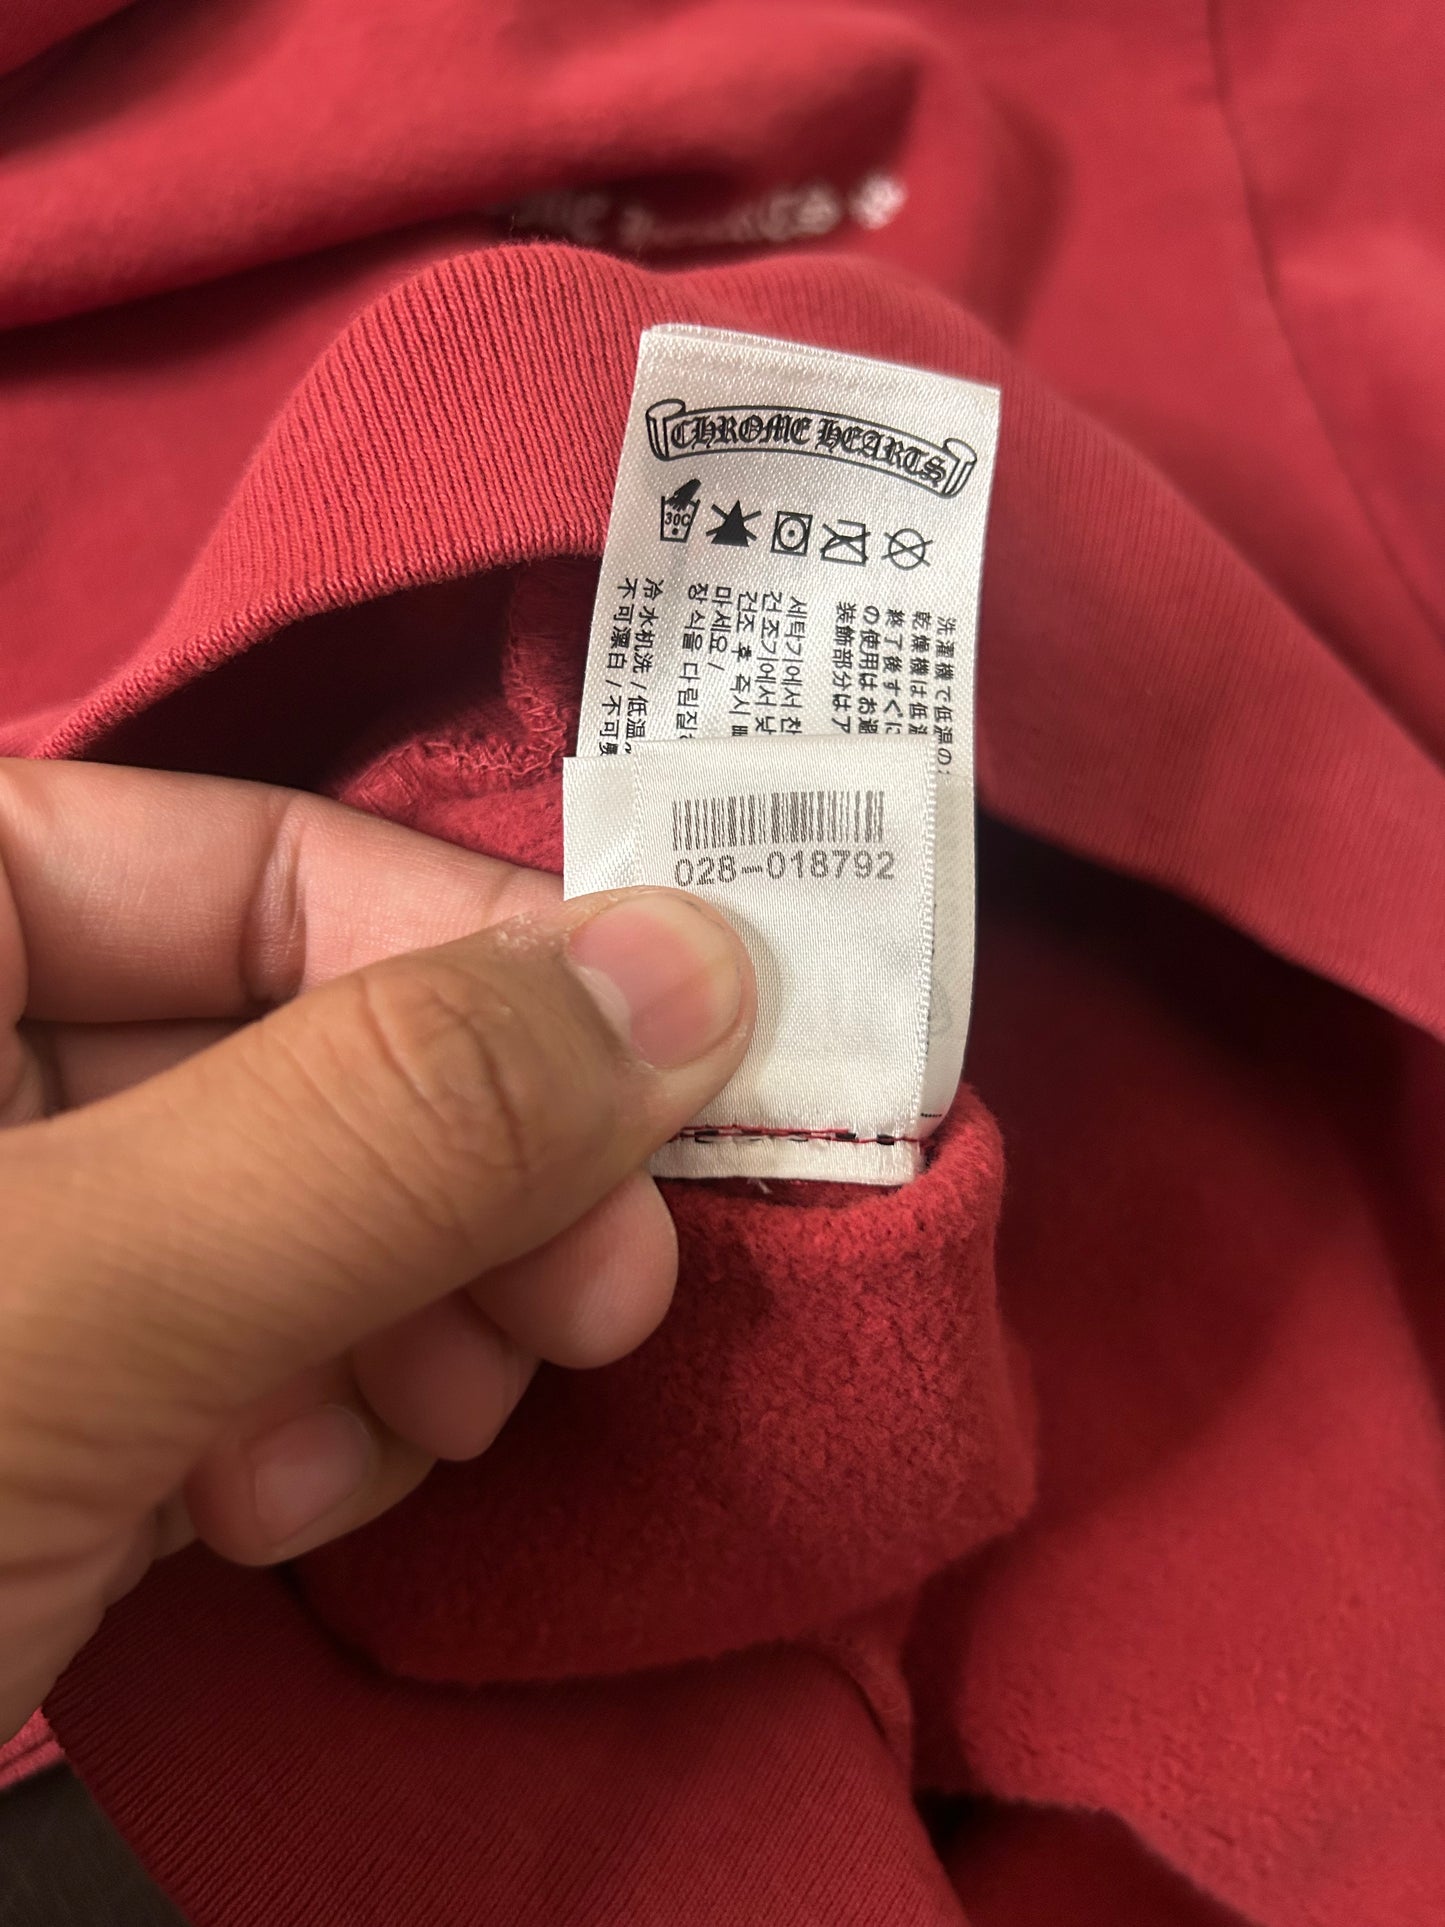 CHROME HEARTS
30C
洗濯機で低温の
乾燥機は低温
終了後すぐに
の使用はお避
装飾部分はア
세탁기에서 찬
건조기에서 낮
건조 후 즉시
마세요 /
장식을 다림질
冷水机洗 / 低温
不可漂白 / 不可
028-018792